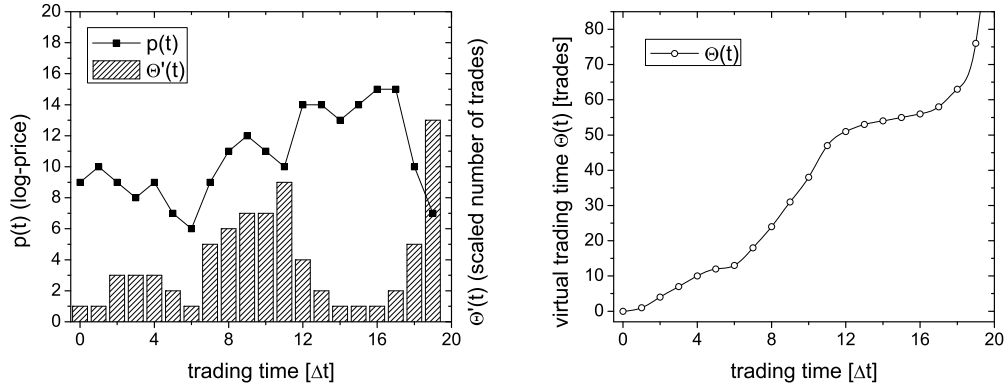 p(t)
Θ'(t)
p(t) (log-price)
20
18
16
14
12
10
8
6
4
2
0
0 4 8 12 16 20
trading time [Δt]
Θ'(t) (scaled number of trades)
Θ(t)
virtual trading time Θ(t) [trades]
80
70
60
50
40
30
20
10
0
0 4 8 12 16 20
trading time [Δt]